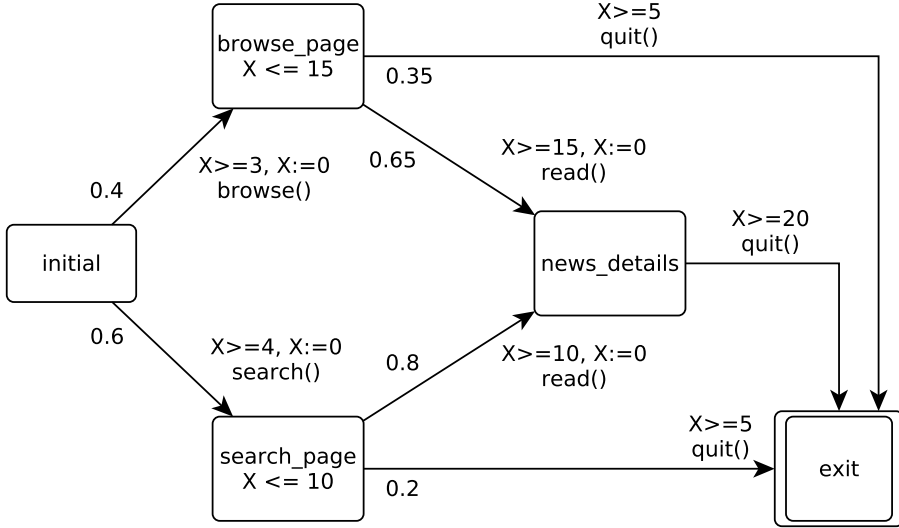 X>=5
quit()
browse_page
X <= 15
0.35
X>=15, X:=0
read()
0.65
X>=3, X:=0
browse()
0.4
X>=20
quit()
initial
news_details
0.6
X>=4, X:=0
search()
0.8
X>=10, X:=0
read()
X>=5
quit()
search_page
X <= 10
0.2
exit